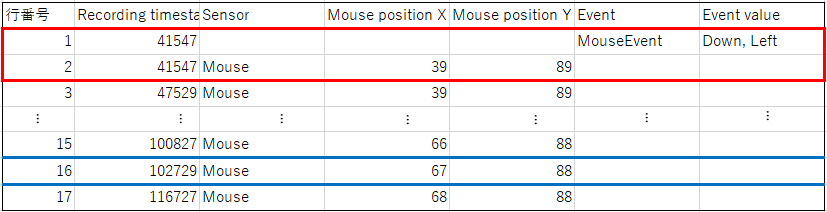 行番号 Recording timesta Sensor Mouse position X Mouse position Y Event Event value
1 41547 MouseEvent Down, Left
2 41547 Mouse 39 89
3 47529 Mouse 39 89
⋮ ⋮ ⋮ ⋮ ⋮ ⋮ ⋮
15 100827 Mouse 66 88
16 102729 Mouse 67 88
17 116727 Mouse 68 88